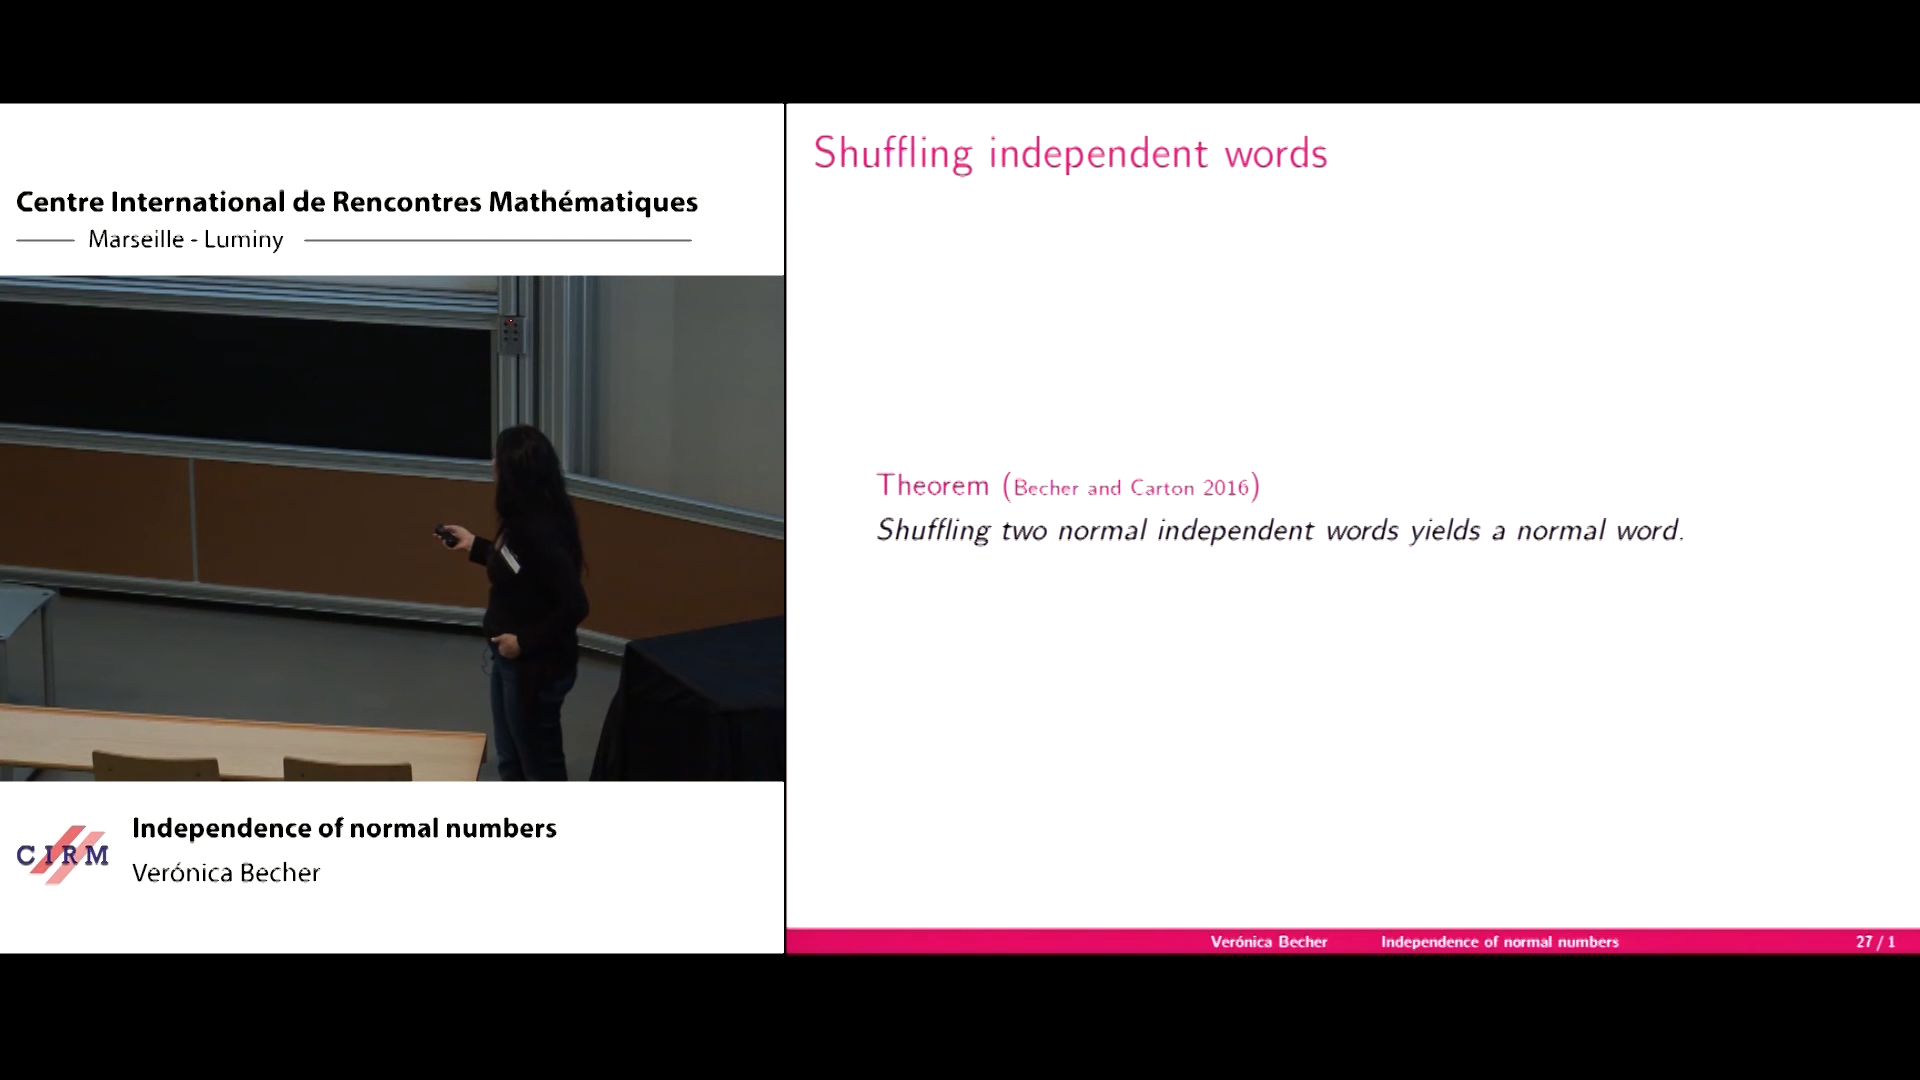 Centre International de Rencontres Mathématiques
Marseille - Luminy
CIRM
Independence of normal numbers
Verónica Becher
Shuffling independent words
Theorem (Becher and Carton 2016)
Shuffling two normal independent words yields a normal word.
Verónica Becher Independence of normal numbers 27 / 1